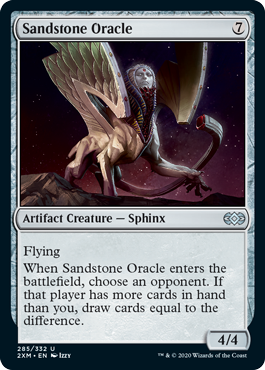 Sandstone Oracle 7
Artifact Creature — Sphinx
Flying
When Sandstone Oracle enters the
battlefield, choose an opponent. If
that player has more cards in hand
than you, draw cards equal to the
difference.
4/4
285/332 U
2XM • EN Izzy
™ & © 2020 Wizards of the Coast